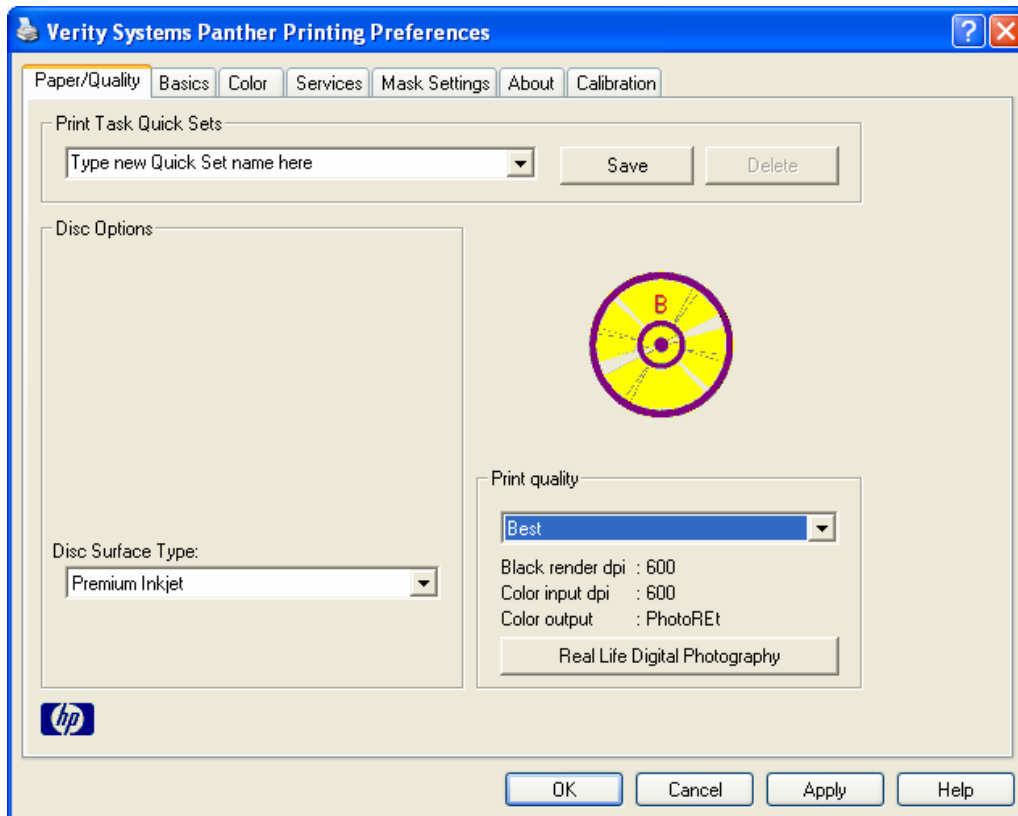 Verity Systems Panther Printing Preferences
Paper/Quality Basics Color Services Mask Settings About Calibration
Print Task Quick Sets
Type new Quick Set name here Save Delete
Disc Options
B
Print quality
Best
Disc Surface Type:
Premium Inkjet
Black render dpi : 600
Color input dpi : 600
Color output : PhotoREt
Real Life Digital Photography
hp
OK Cancel Apply Help